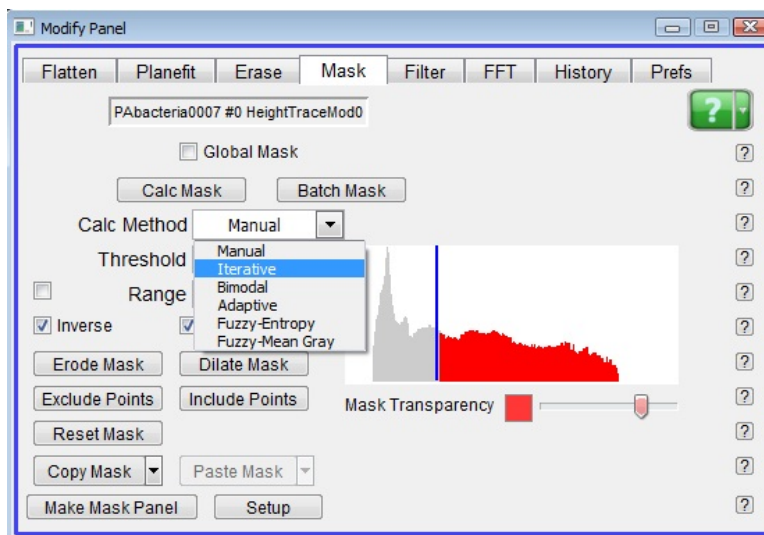 Modify Panel
Flatten Planefit Erase Mask Filter FFT History Prefs
PAbacteria0007 #0 HeightTraceMod0
?
Global Mask ?
Calc Mask Batch Mask ?
Calc Method Manual ?
Threshold ?
Manual
Iterative
Bimodal
Adaptive
Fuzzy-Entropy
Fuzzy-Mean Gray
Range ?
Inverse ?
Erode Mask Dilate Mask ?
Exclude Points Include Points Mask Transparency ?
Reset Mask ?
Copy Mask Paste Mask ?
Make Mask Panel Setup ?